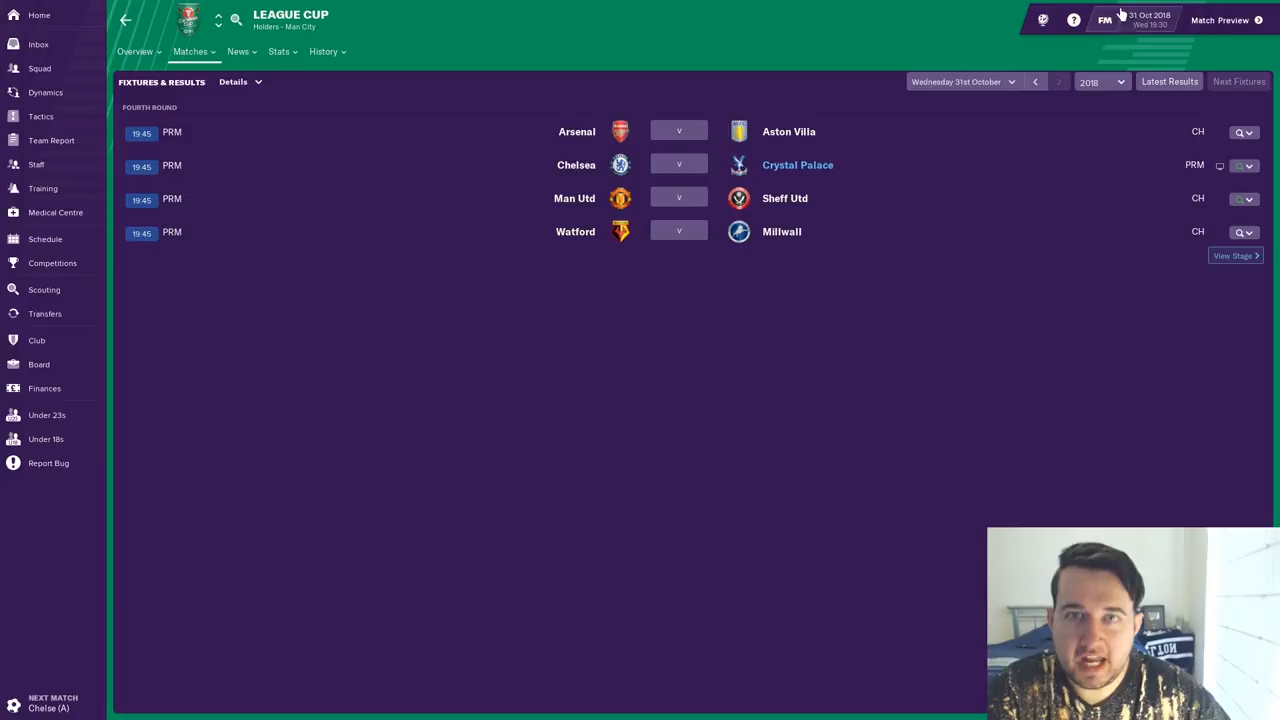 Home
Inbox
Squad
Dynamics
Tactics
Team Report
Staff
Training
Medical Centre
Schedule
Competitions
Scouting
Transfers
Club
Board
Finances
Under 23s
Under 18s
Report Bug
NEXT MATCH
Chelse (A)
LEAGUE CUP
Holders - Man City
FM 31 Oct 2018
Wed 19:30
Match Preview
Overview Matches News Stats History
FIXTURES & RESULTS Details Wednesday 31st October 2018 Latest Results Next Fixtures
FOURTH ROUND
19:45 PRM Arsenal v Aston Villa CH
19:45 PRM Chelsea v Crystal Palace PRM
19:45 PRM Man Utd v Sheff Utd CH
19:45 PRM Watford v Millwall CH
View Stage